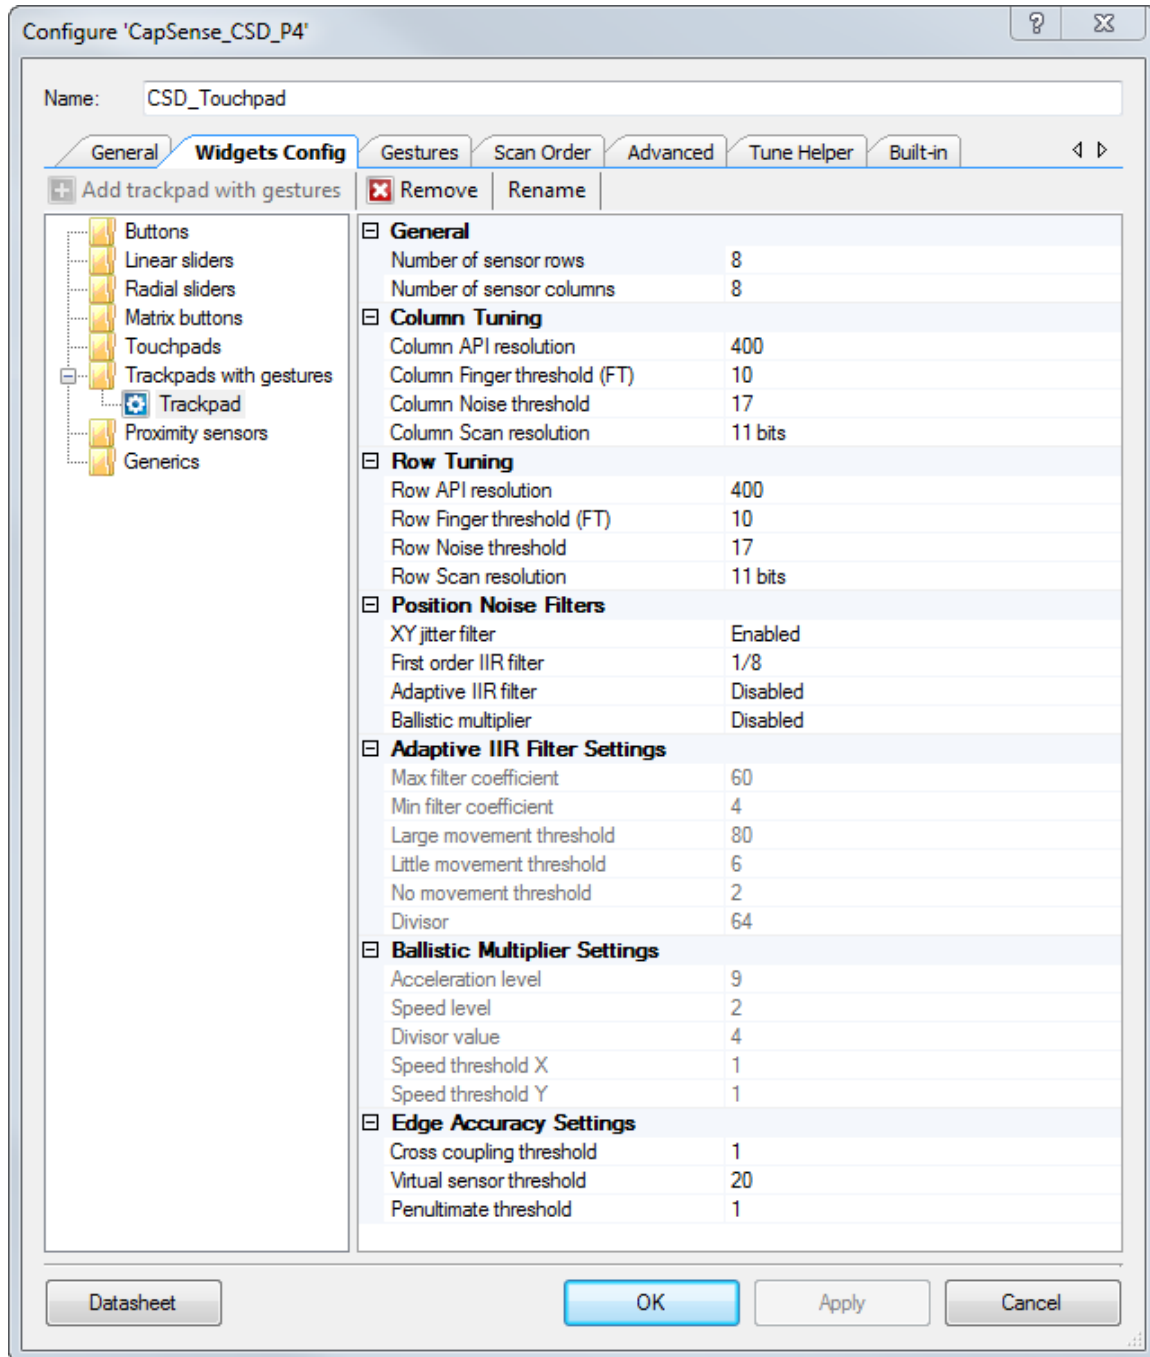 Configure 'CapSense_CSD_P4'
Name: CSD_Touchpad
General Widgets Config Gestures Scan Order Advanced Tune Helper Built-in
Add trackpad with gestures Remove Rename
Buttons
Linear sliders
Radial sliders
Matrix buttons
Touchpads
Trackpads with gestures
Trackpad
Proximity sensors
Generics
General
Number of sensor rows 8
Number of sensor columns 8
Column Tuning
Column API resolution 400
Column Finger threshold (FT) 10
Column Noise threshold 17
Column Scan resolution 11 bits
Row Tuning
Row API resolution 400
Row Finger threshold (FT) 10
Row Noise threshold 17
Row Scan resolution 11 bits
Position Noise Filters
XY jitter filter Enabled
First order IIR filter 1/8
Adaptive IIR filter Disabled
Ballistic multiplier Disabled
Adaptive IIR Filter Settings
Max filter coefficient 60
Min filter coefficient 4
Large movement threshold 80
Little movement threshold 6
No movement threshold 2
Divisor 64
Ballistic Multiplier Settings
Acceleration level 9
Speed level 2
Divisor value 4
Speed threshold X 1
Speed threshold Y 1
Edge Accuracy Settings
Cross coupling threshold 1
Virtual sensor threshold 20
Penultimate threshold 1
Datasheet OK Apply Cancel